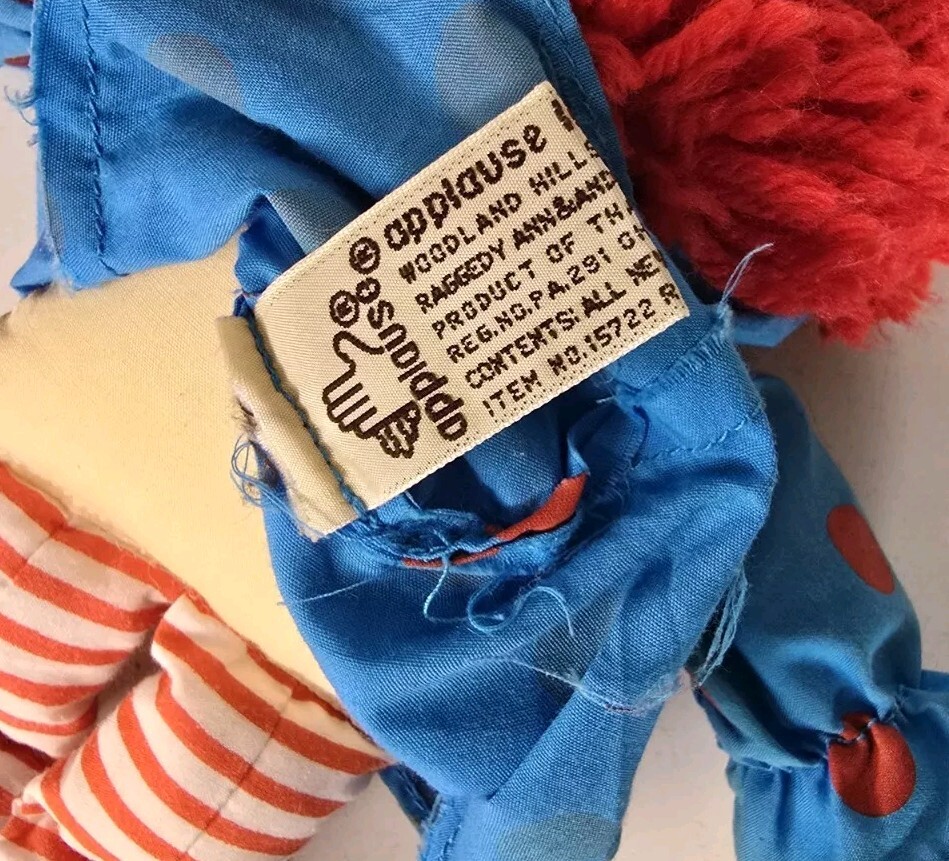 applause
WOODLAND HILLS
RAGGEDY ANN & AND
PRODUCT OF TH
REG.NO.PA.291
CONTENTS: ALL NEW
ITEM NO.15722 R
applause